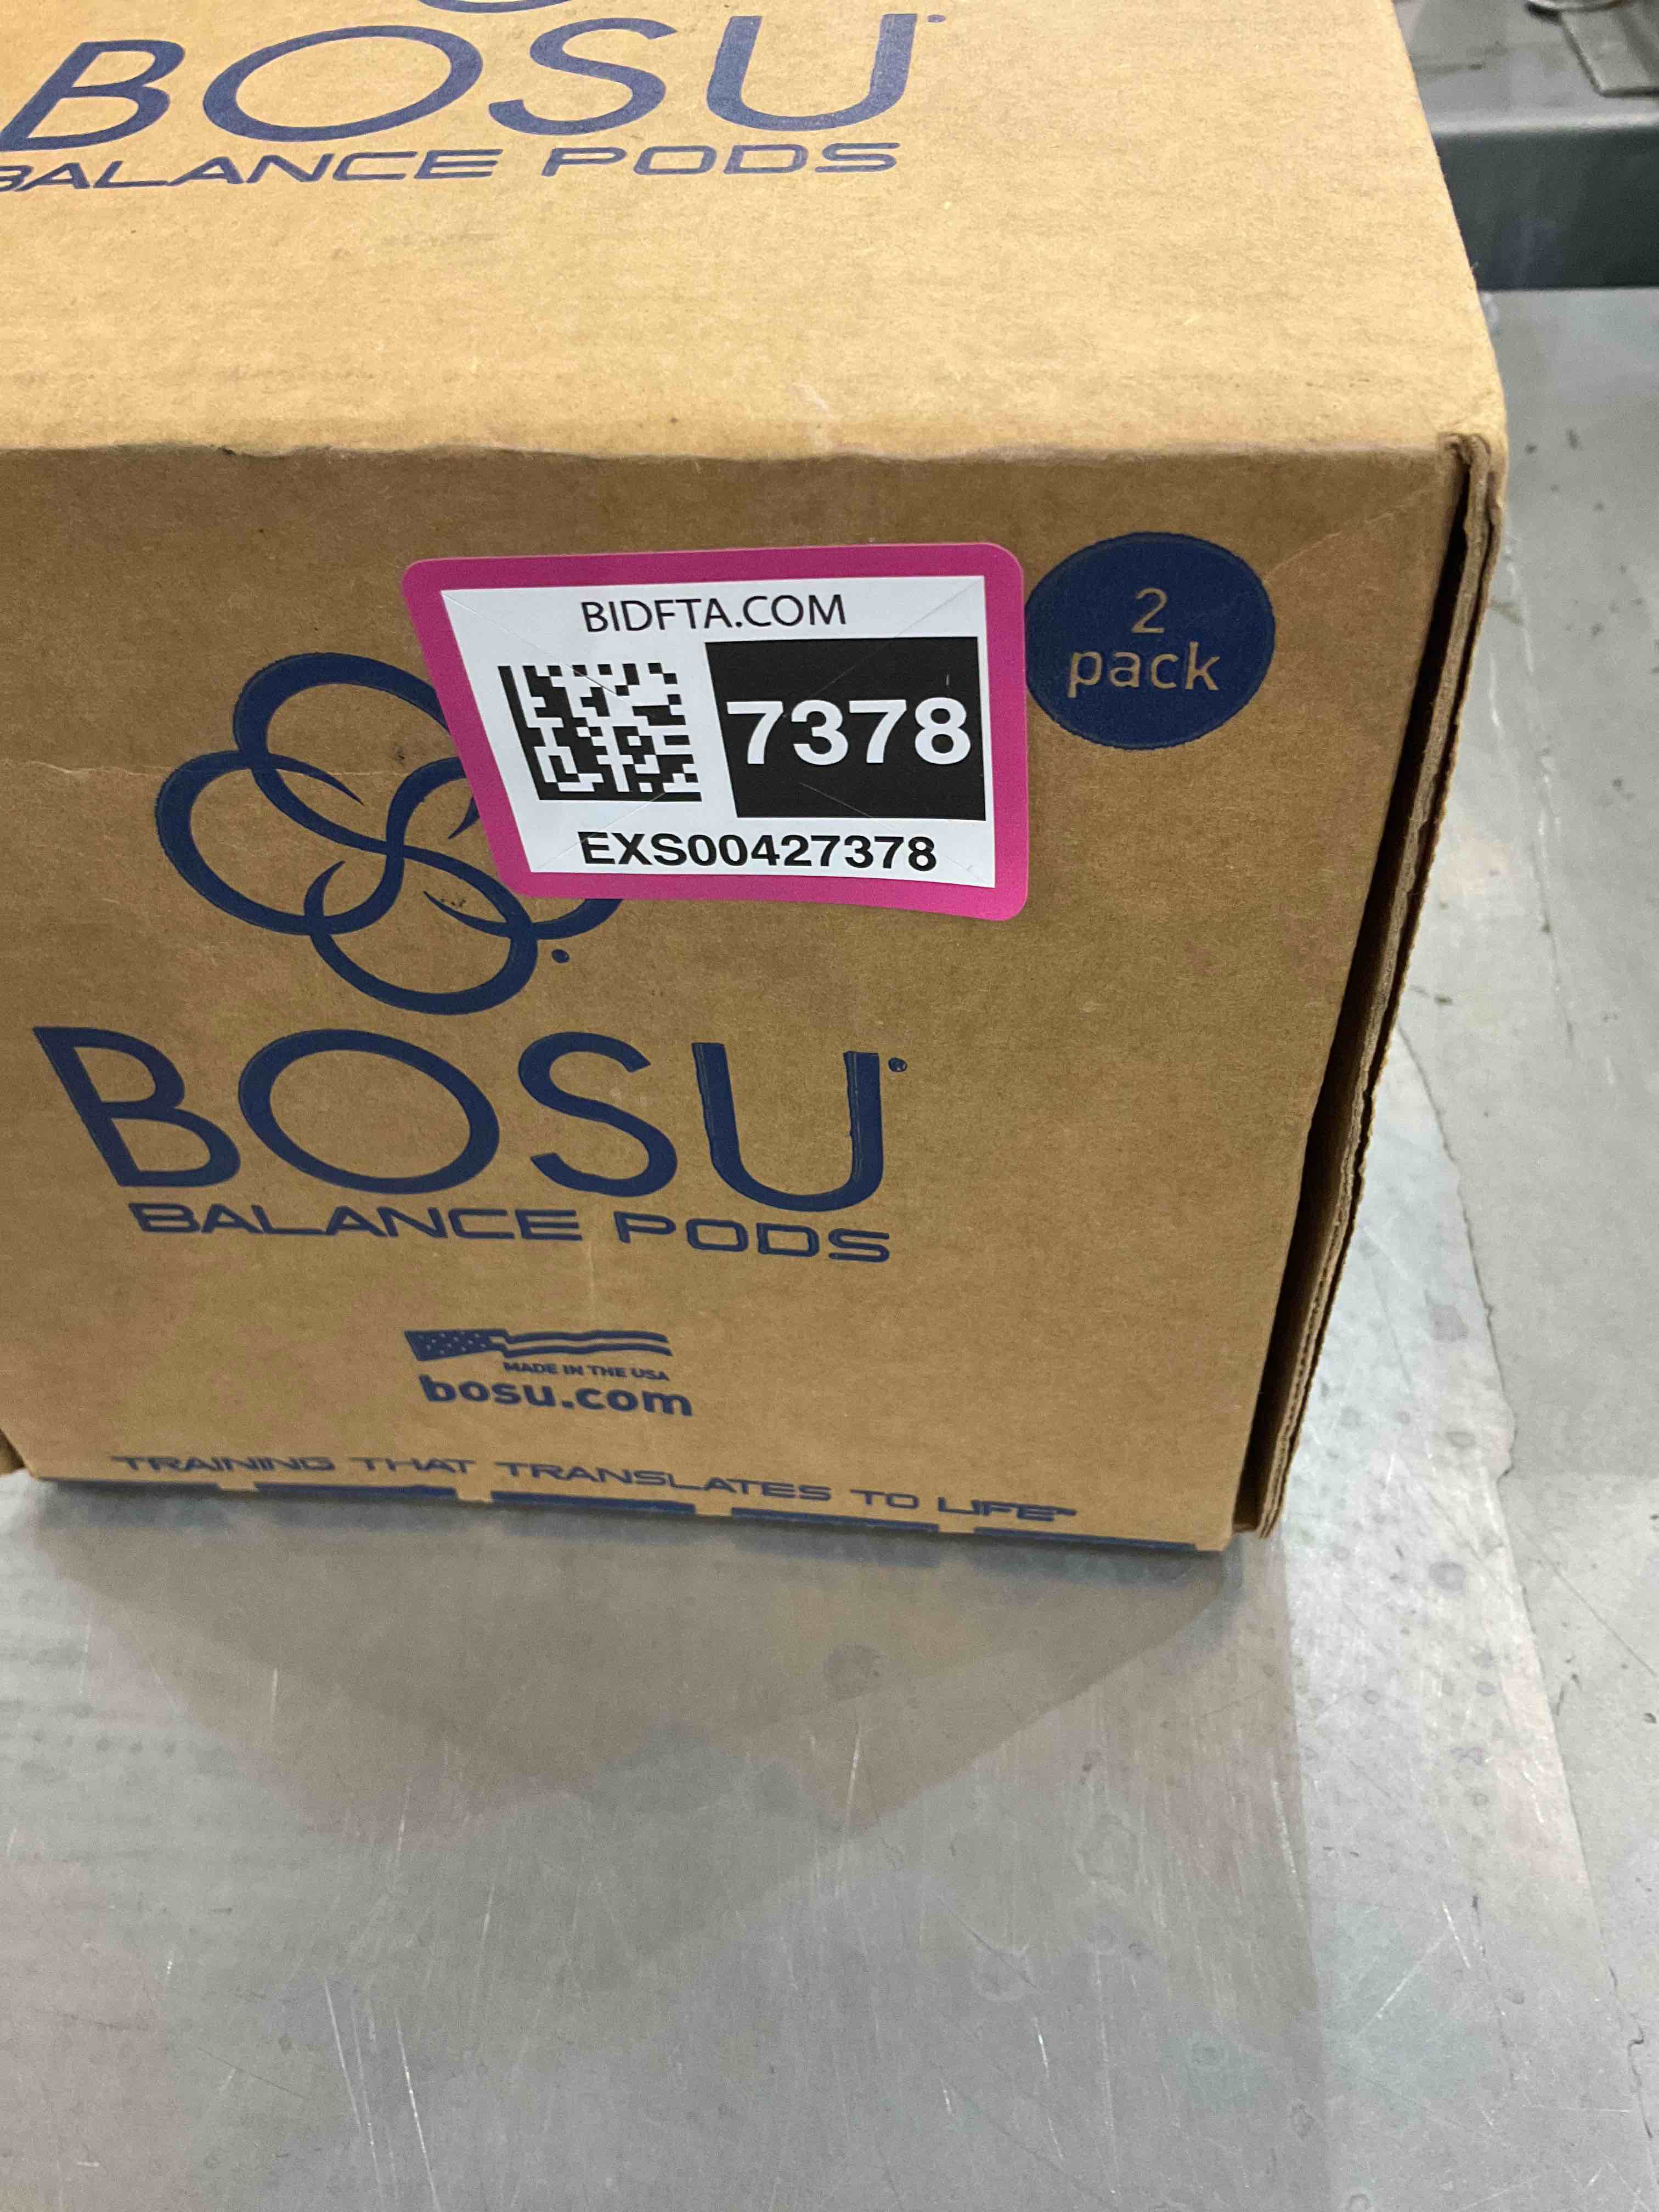 BOSU
BALANCE PODS
BIDFTA.COM
7378
EXS00427378
2
pack
BOSU
BALANCE PODS
MADE IN THE USA
bosu.com
TRAINING THAT TRANSLATES TO LIFE™